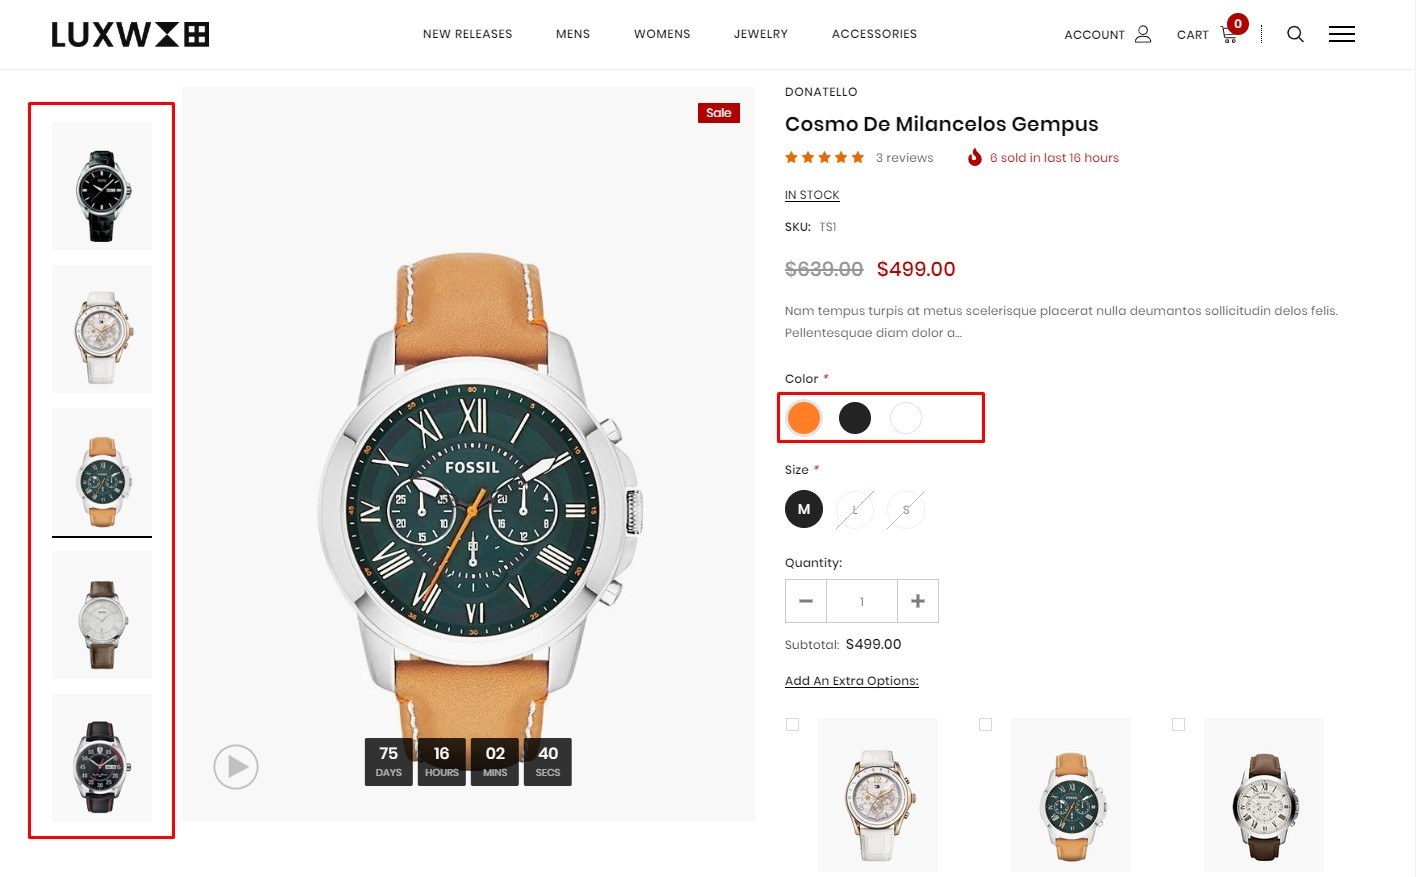 LUXW
NEW RELEASES
MENS
WOMENS
JEWELRY
ACCESSORIES
ACCOUNT
CART
0
Sale
FOSSIL
75
DAYS
16
HOURS
02
MINS
40
SECS
DONATELLO
Cosmo De Milancelos Gempus
3 reviews
6 sold in last 16 hours
IN STOCK
SKU: TS1
$639.00 $499.00
Nam tempus turpis at metus scelerisque placerat nulla deumantos sollicitudin delos felis.
Pellentesquae diam dolor a...
Color *
Size *
M
L
S
Quantity:
1
Subtotal: $499.00
Add An Extra Options: